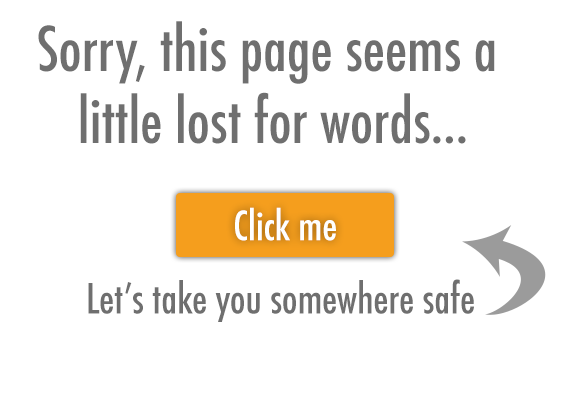 Sorry, this page seems a
little lost for words...
Click me
Let's take you somewhere safe